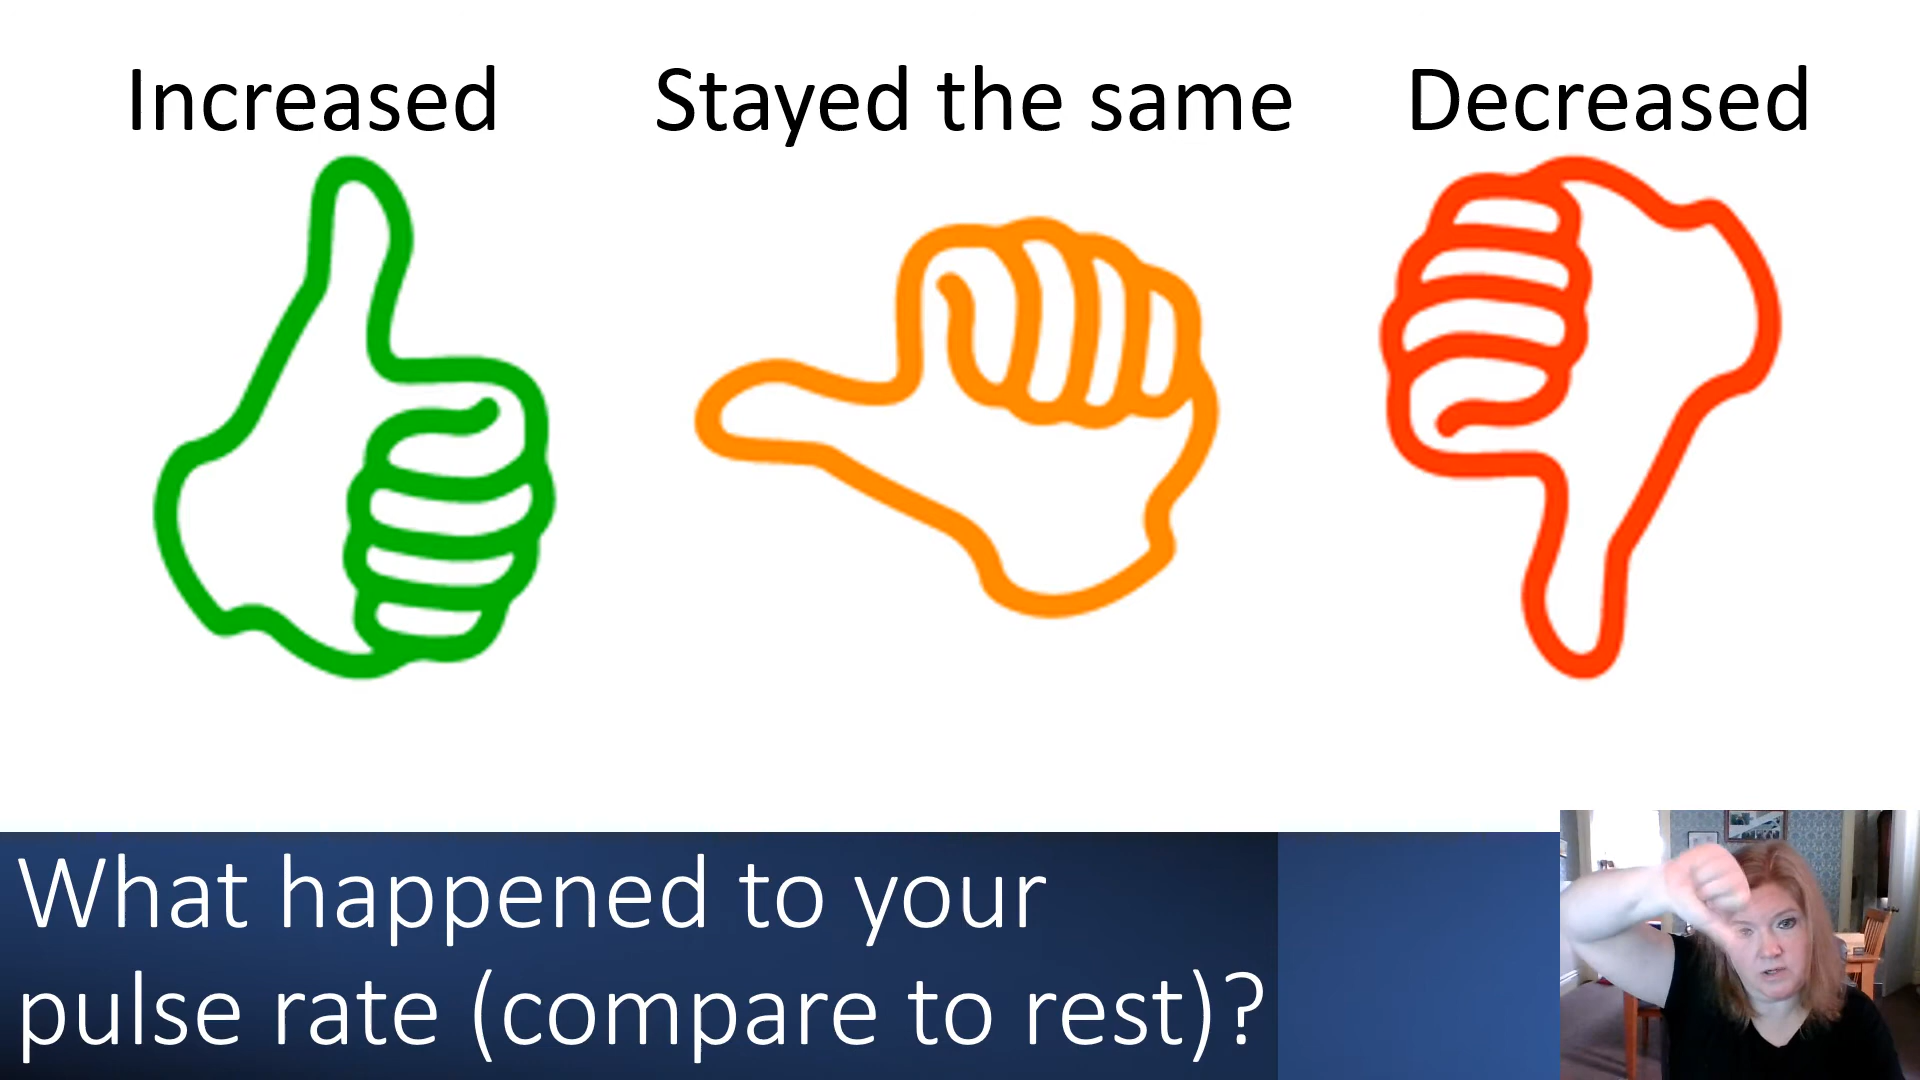 Increased
Stayed the same
Decreased
What happened to your
pulse rate (compare to rest)?